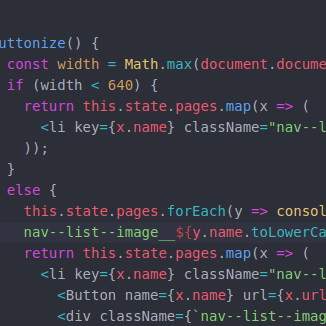 uttonize() {
const width = Math.max(document.docume
if (width < 640) {
return this.state.pages.map(x => (
<li key={x.name} className="nav--l
));
}
else {
this.state.pages.forEach(y => consol
nav--list--image__${y.name.toLowerCa
return this.state.pages.map(x => (
<li key={x.name} className="nav--l
<Button name={x.name} url={x.url
<div className={`nav--list--imag